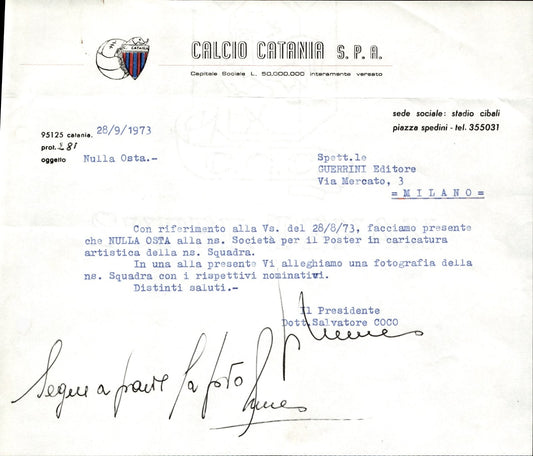 CATANIA
CALCIO CATANIA S. P. A.
Capitale Sociale L. 50.000.000 interamente versato
sede sociale: stadio cibali
piazza spedini - tel. 355031
95125 catania, 28/9/1973
prot. 281
oggetto Nulla Osta.-
Spett.le
GUERRINI Editore
Via Mercato, 3
=MILANO=
Con riferimento alla Vs. del 28/8/73, facciamo presente
che NULLA OSTA alla ns. Società per il Poster in caricatura
artistica della ns. Squadra.
In una alla presente Vi alleghiamo una fotografia della
ns. Squadra con i rispettivi nominativi.
Distinti saluti.-
Il Presidente
Dott.Salvatore COCO
Segue a parte la foto